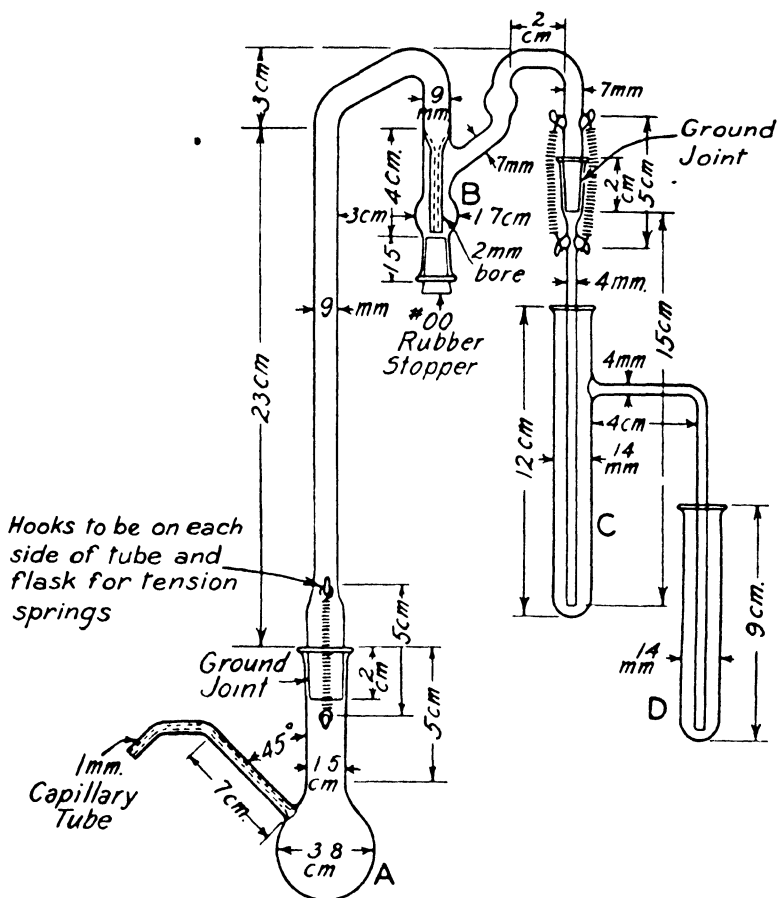 2
cm
3cm
9
mm
7mm
Ground
Joint
4cm.
7mm
2
cm
5cm
B
3cm
1 7cm
1 5
2mm
bore
4mm.
#00
Rubber
Stopper
9 mm
15cm
23cm
4mm
4cm
12cm
14
mm
C
Hooks to be on each
side of tube and
flask for tension
springs
5cm
9cm.
14
mm
D
Ground
Joint
2
cm
5cm
45°
1mm.
Capillary
Tube
7cm.
1 5
cm
3 8
cm
A